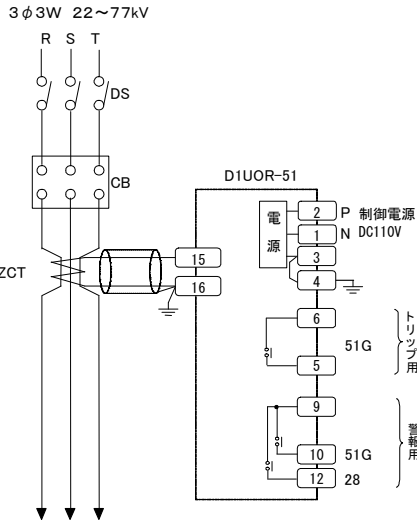 3φ3W 22～77kV
R S T
DS
CB
ZCT
D1UOR-51
電源
2 P 制御電源
1 N DC110V
3
4
15
16
6
51G
5
トリップ用
9
10 51G
12 28
警報用